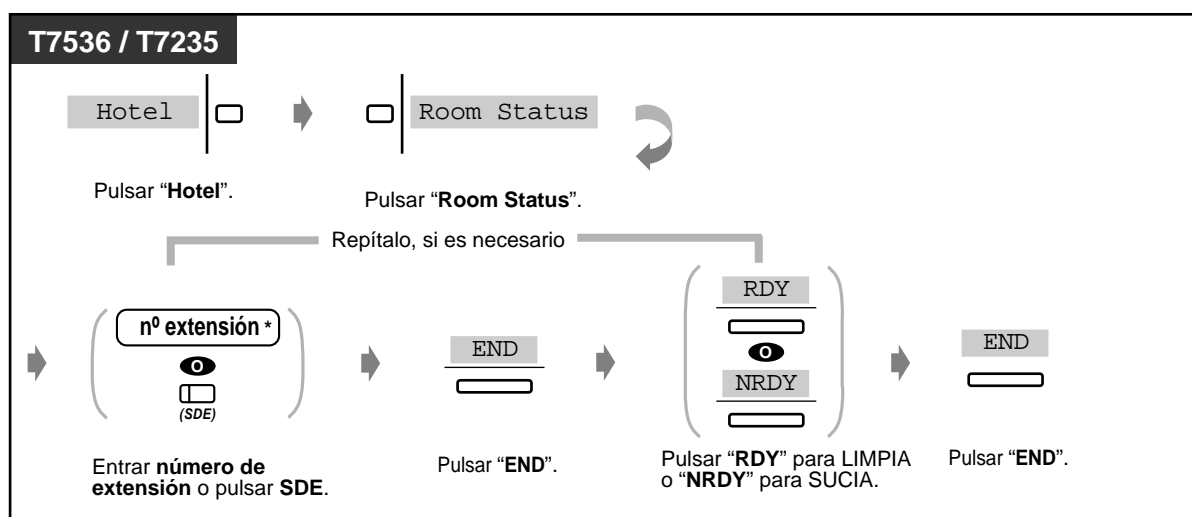 T7536 / T7235
Hotel
Room Status
Pulsar “Hotel”.
Pulsar “Room Status”.
Repítalo, si es necesario
nº extensión *
O
(SDE)
END
RDY
O
NRDY
END
Entrar número de
extensión o pulsar SDE.
Pulsar “END”.
Pulsar “RDY” para LIMPIA
o “NRDY” para SUCIA.
Pulsar “END”.